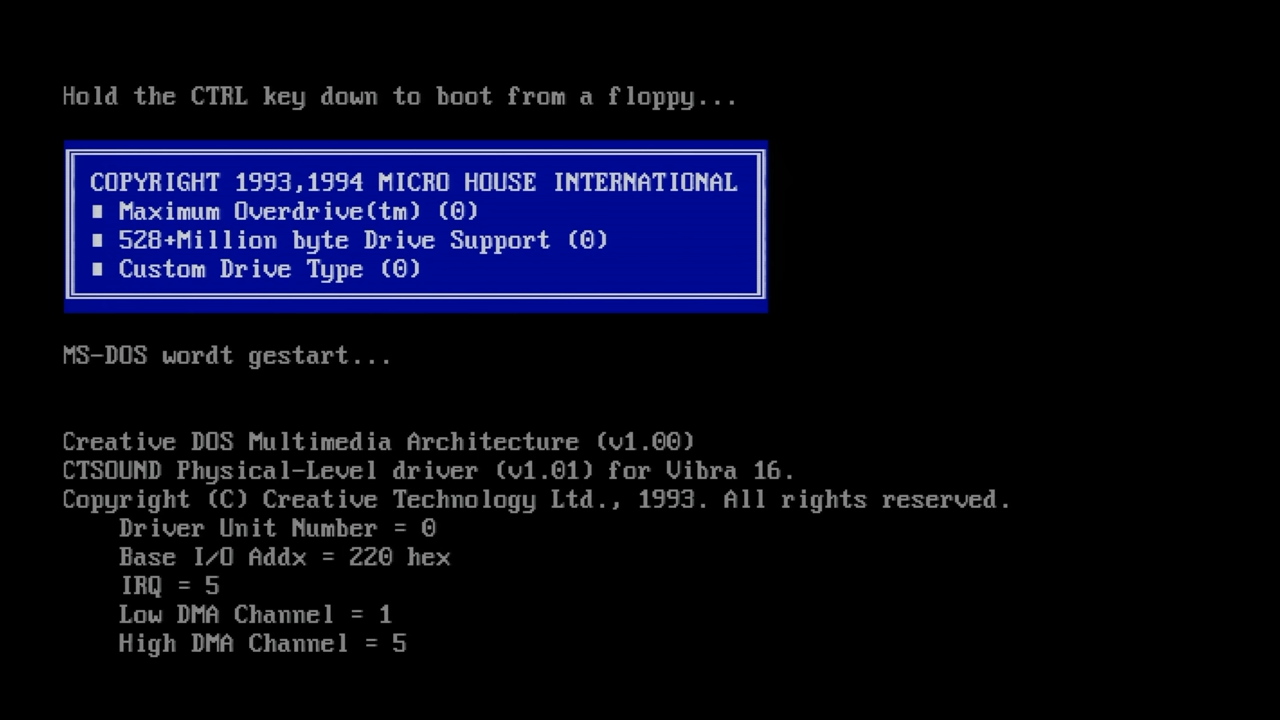 Hold the CTRL key down to boot from a floppy...
COPYRIGHT 1993,1994 MICRO HOUSE INTERNATIONAL
■ Maximum Overdrive(tm) (0)
■ 528+Million byte Drive Support (0)
■ Custom Drive Type (0)
MS-DOS wordt gestart...
Creative DOS Multimedia Architecture (v1.00)
CTSOUND Physical-Level driver (v1.01) for Vibra 16.
Copyright (C) Creative Technology Ltd., 1993. All rights reserved.
Driver Unit Number = 0
Base I/O Addx = 220 hex
IRQ = 5
Low DMA Channel = 1
High DMA Channel = 5